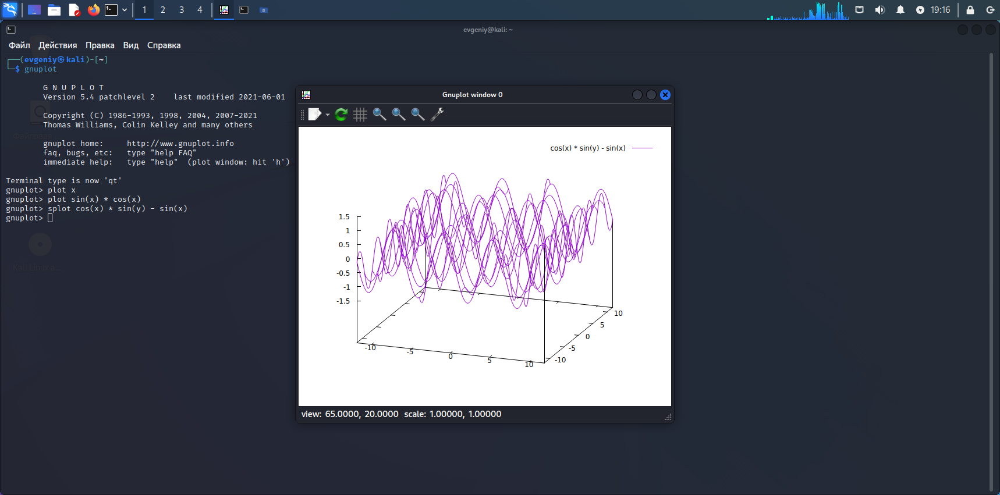 1 2 3 4 19:16
evgeniy@kali: ~
Файл Действия Правка Вид Справка
┌──(evgeniy㉿kali)-[~]
└─$ gnuplot
G N U P L O T
Version 5.4 patchlevel 2    last modified 2021-06-01
Copyright (C) 1986-1993, 1998, 2004, 2007-2021
Thomas Williams, Colin Kelley and many others
gnuplot home:     http://www.gnuplot.info
faq, bugs, etc:   type "help FAQ"
immediate help:   type "help"  (plot window: hit 'h')
Terminal type is now 'qt'
gnuplot> plot x
gnuplot> plot sin(x) * cos(x)
gnuplot> splot cos(x) * sin(y) - sin(x)
gnuplot>
Kali Linux a...
Gnuplot window 0
cos(x) * sin(y) - sin(x)
1.5
1
0.5
0
-0.5
-1
-1.5
-10
-5
0
5
10
10
5
0
-5
-10
view: 65.0000, 20.0000 scale: 1.00000, 1.00000